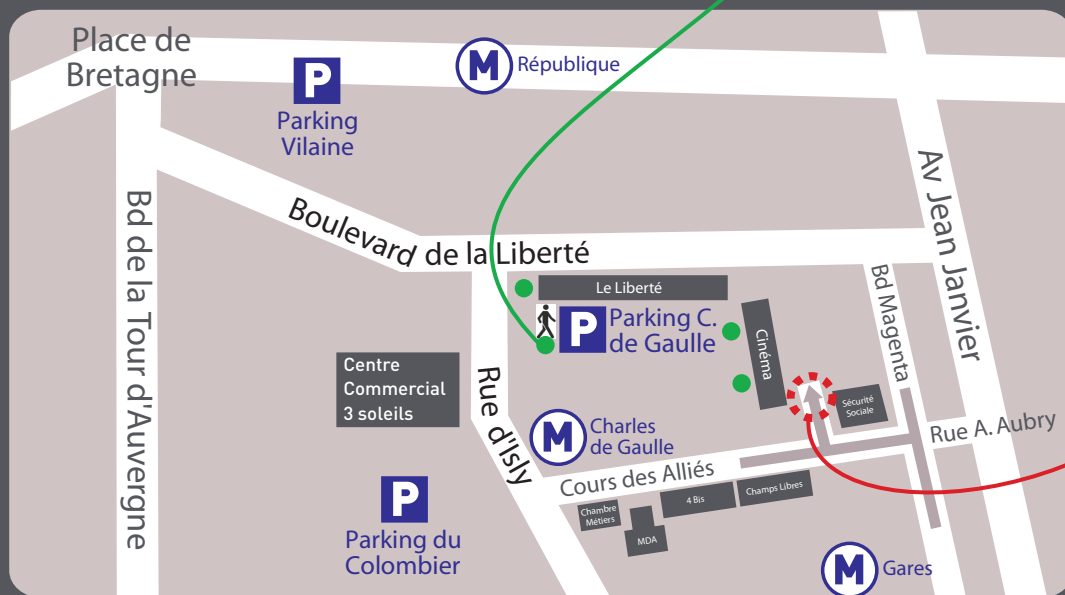 Place de
Bretagne
M
République
P
Parking
Vilaine
Boulevard de la Liberté
Av Jean Janvier
Bd de la Tour d'Auvergne
Le Liberté
P
Parking C.
de Gaulle
Cinéma
Bd Magenta
Centre
Commercial
3 soleils
Rue d'Isly
Sécurité
Sociale
M
Charles
de Gaulle
Rue A. Aubry
Cours des Alliés
Chambre
Métiers
MDA
4 Bis
Champs Libres
P
Parking du
Colombier
M
Gares